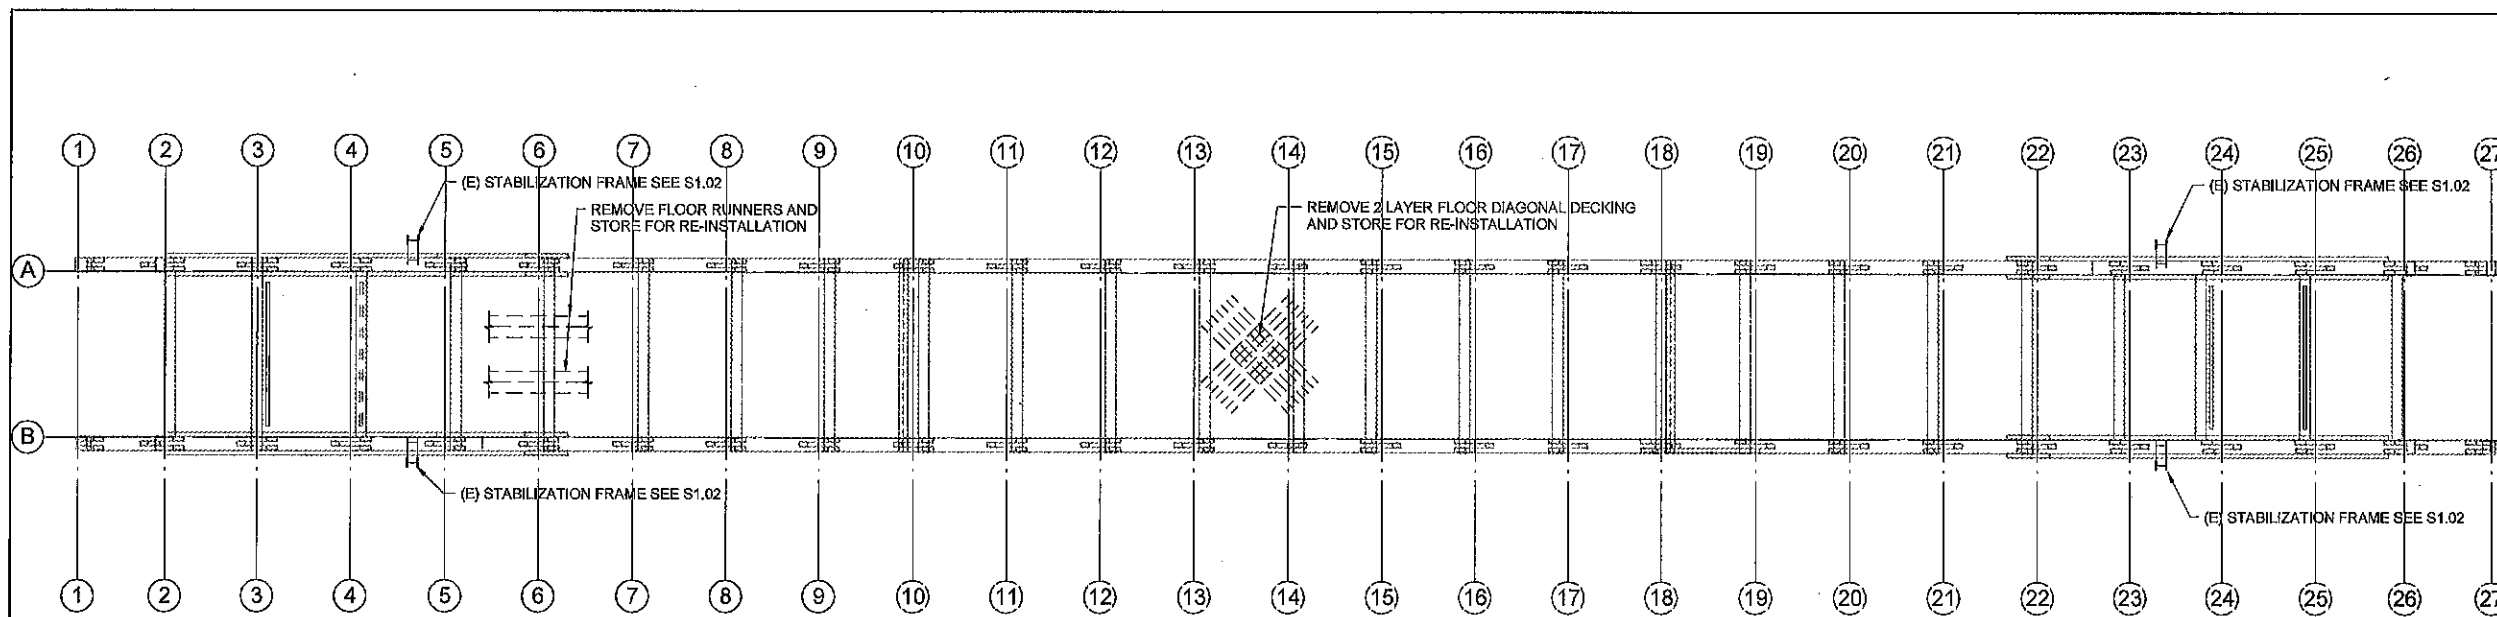 1 2 3 4 5 6 7 8 9 10 11 12 13 14 15 16 17 18 19 20 21 22 23 24 25 26 27
(E) STABILIZATION FRAME SEE S1.02
(E) STABILIZATION FRAME SEE S1.02
REMOVE FLOOR RUNNERS AND
STORE FOR RE-INSTALLATION
REMOVE 2 LAYER FLOOR DIAGONAL DECKING
AND STORE FOR RE-INSTALLATION
A
B
(E) STABILIZATION FRAME SEE S1.02
(E) STABILIZATION FRAME SEE S1.02
1 2 3 4 5 6 7 8 9 10 11 12 13 14 15 16 17 18 19 20 21 22 23 24 25 26 27